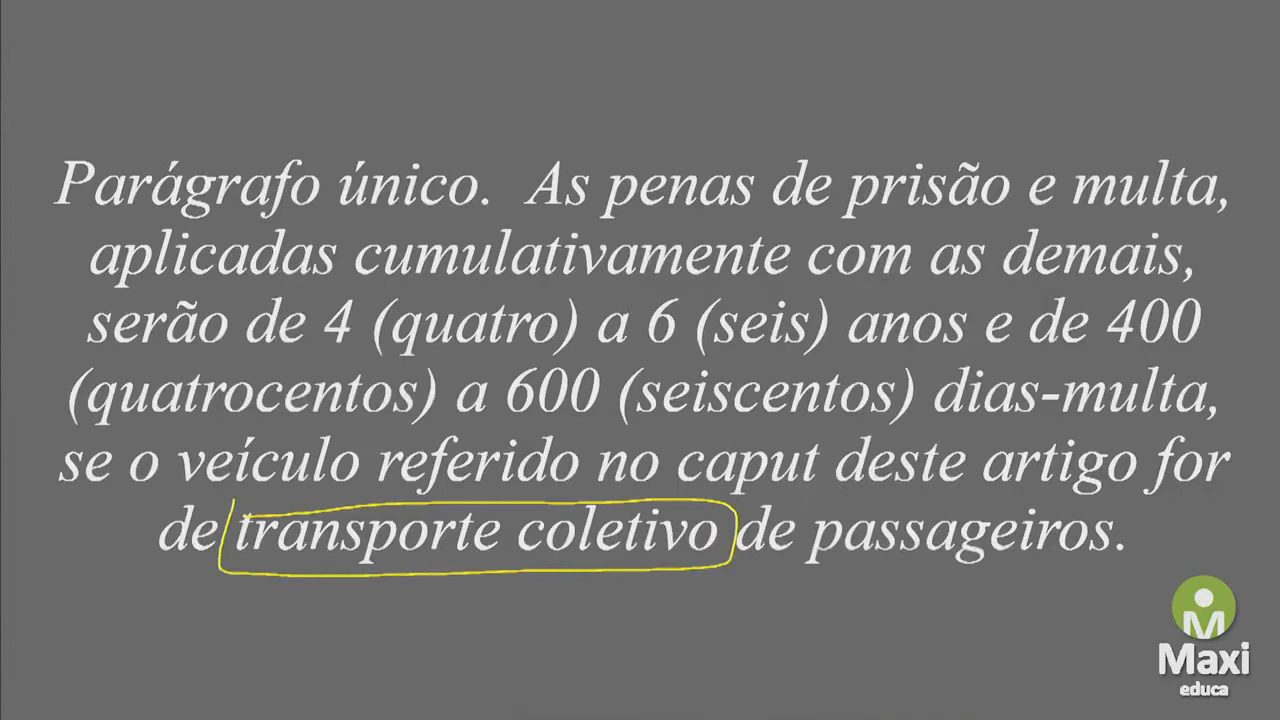 Parágrafo único. As penas de prisão e multa,
aplicadas cumulativamente com as demais,
serão de 4 (quatro) a 6 (seis) anos e de 400
(quatrocentos) a 600 (seiscentos) dias-multa,
se o veículo referido no caput deste artigo for
de transporte coletivo de passageiros.
M
Maxi
educa